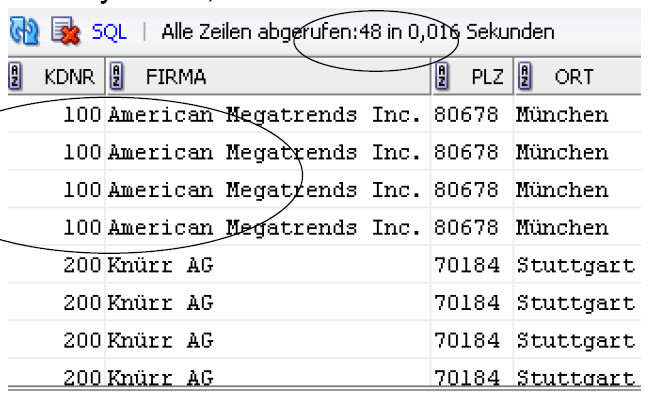 SQL | Alle Zeilen abgerufen:48 in 0,016 Sekunden
KDNR FIRMA PLZ ORT
100 American Megatrends Inc. 80678 München
100 American Megatrends Inc. 80678 München
100 American Megatrends Inc. 80678 München
100 American Megatrends Inc. 80678 München
200 Knürr AG 70184 Stuttgart
200 Knürr AG 70184 Stuttgart
200 Knürr AG 70184 Stuttgart
200 Knürr AG 70184 Stuttgart